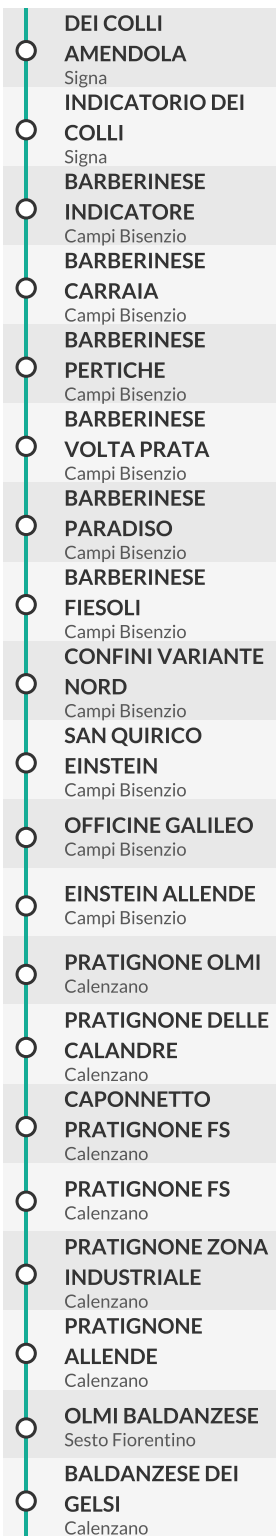 DEI COLLI
AMENDOLA
Signa
INDICATORIO DEI
COLLI
Signa
BARBERINESE
INDICATORE
Campi Bisenzio
BARBERINESE
CARRAIA
Campi Bisenzio
BARBERINESE
PERTICHE
Campi Bisenzio
BARBERINESE
VOLTA PRATA
Campi Bisenzio
BARBERINESE
PARADISO
Campi Bisenzio
BARBERINESE
FIESOLI
Campi Bisenzio
CONFINI VARIANTE
NORD
Campi Bisenzio
SAN QUIRICO
EINSTEIN
Campi Bisenzio
OFFICINE GALILEO
Campi Bisenzio
EINSTEIN ALLENDE
Campi Bisenzio
PRATIGNONE OLMI
Calenzano
PRATIGNONE DELLE
CALANDRE
Calenzano
CAPONNETTO
PRATIGNONE FS
Calenzano
PRATIGNONE FS
Calenzano
PRATIGNONE ZONA
INDUSTRIALE
Calenzano
PRATIGNONE
ALLENDE
Calenzano
OLMI BALDANZESE
Sesto Fiorentino
BALDANZESE DEI
GELSI
Calenzano